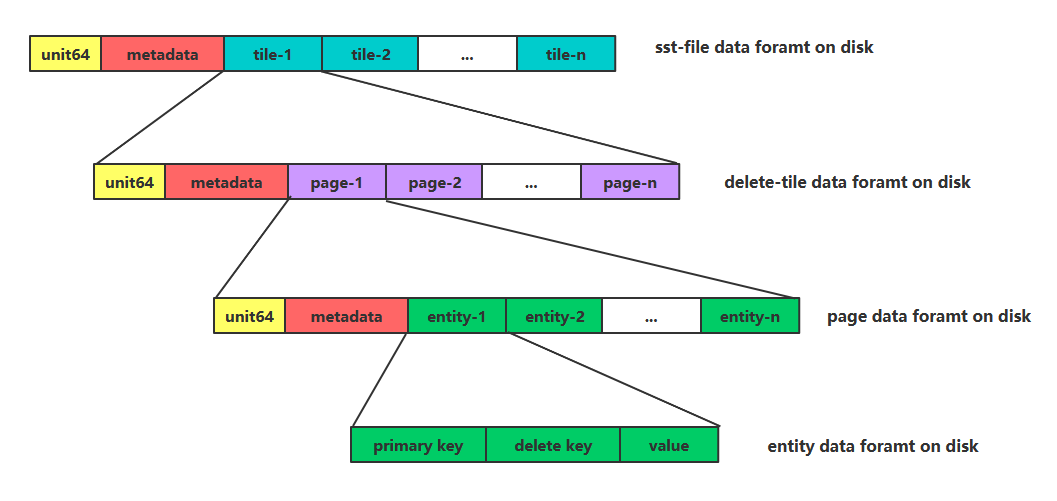 unit64 metadata tile-1 tile-2 ... tile-n sst-file data foramt on disk
unit64 metadata page-1 page-2 ... page-n delete-tile data foramt on disk
unit64 metadata entity-1 entity-2 ... entity-n page data foramt on disk
primary key delete key value entity data foramt on disk